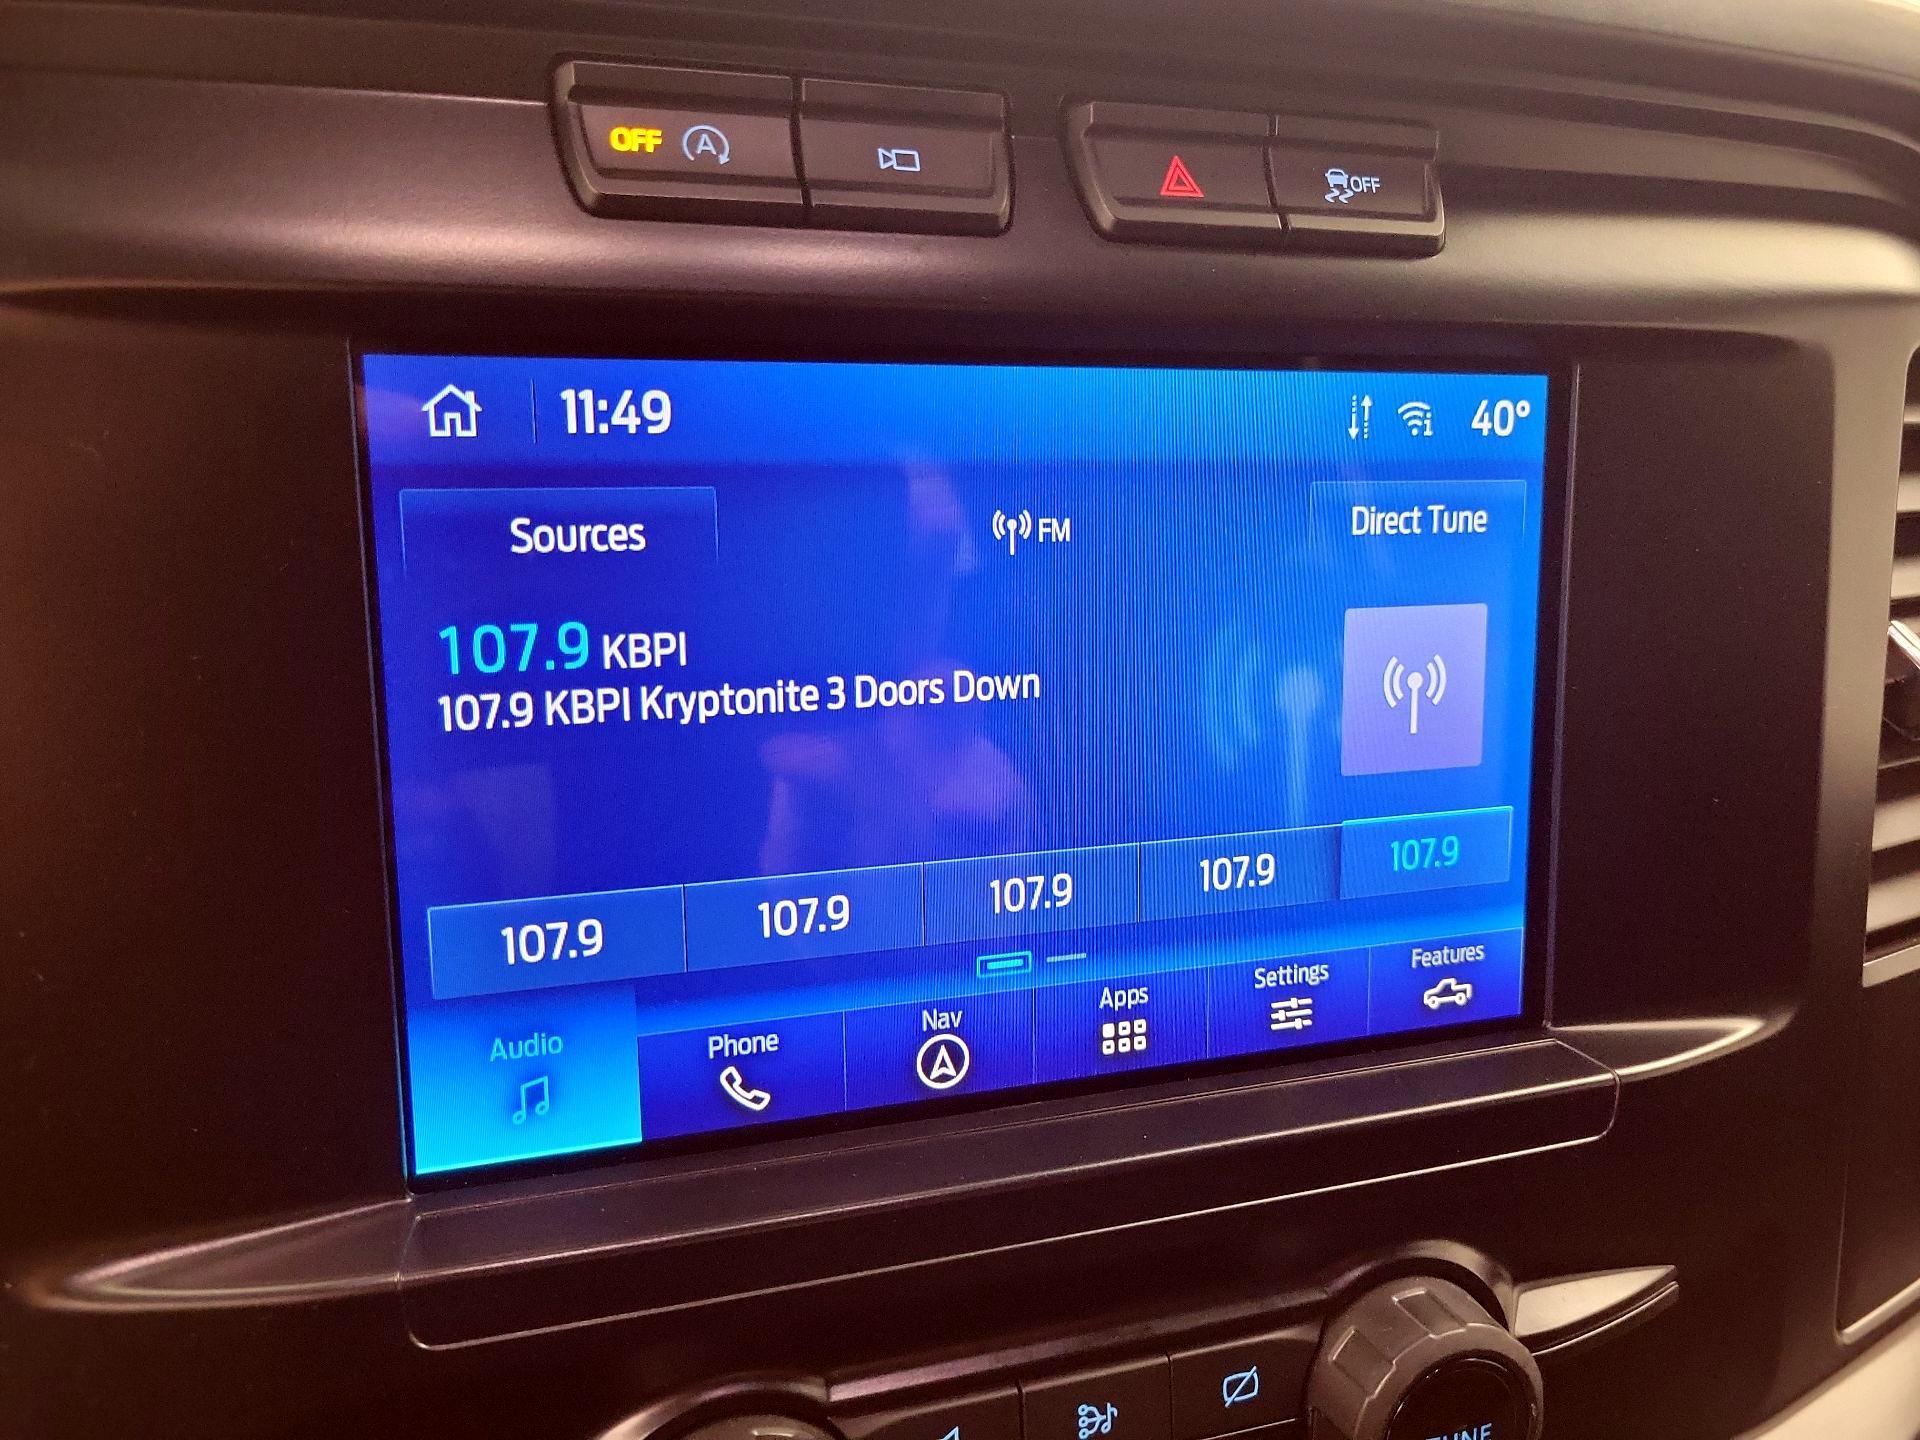 OFF A
OFF
11:49
40°
Sources
FM
Direct Tune
107.9 KBPI
107.9 KBPI Kryptonite 3 Doors Down
107.9 107.9 107.9 107.9 107.9
Audio Phone Nav Apps Settings Features
TUNE